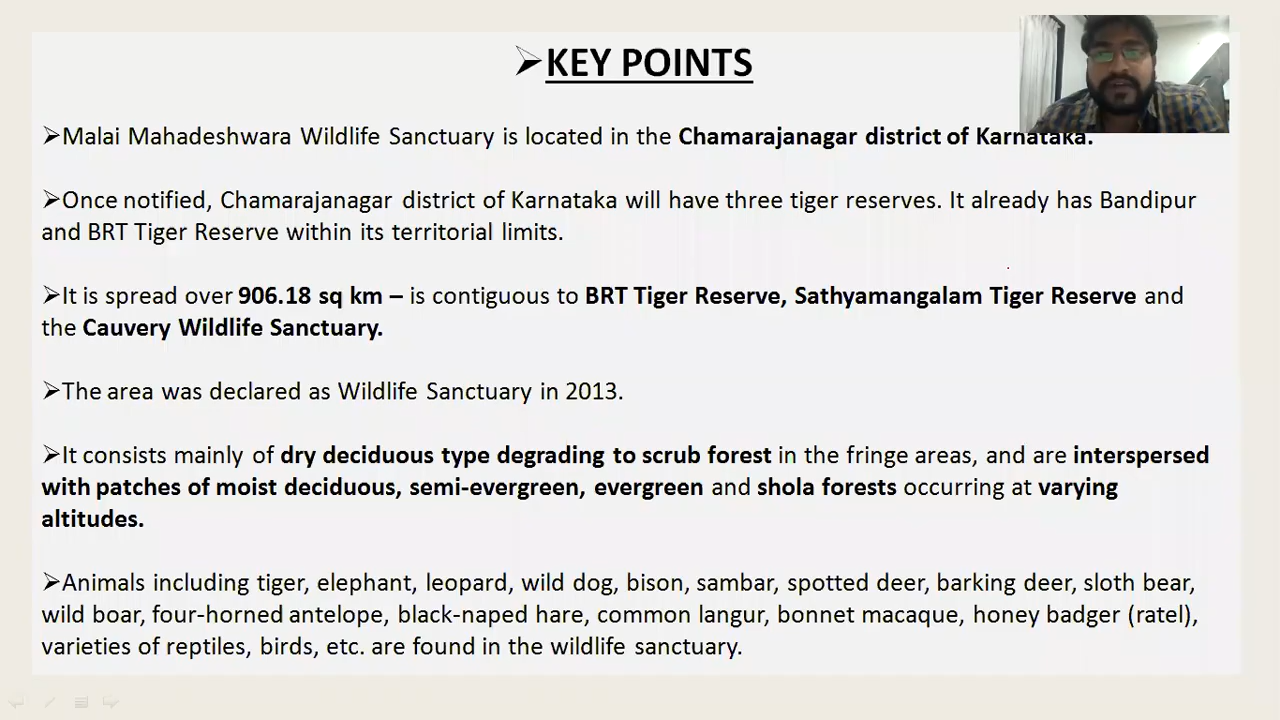 ➢KEY POINTS
➢Malai Mahadeshwara Wildlife Sanctuary is located in the Chamarajanagar district of Karnataka.
➢Once notified, Chamarajanagar district of Karnataka will have three tiger reserves. It already has Bandipur
and BRT Tiger Reserve within its territorial limits.
➢It is spread over 906.18 sq km – is contiguous to BRT Tiger Reserve, Sathyamangalam Tiger Reserve and
the Cauvery Wildlife Sanctuary.
➢The area was declared as Wildlife Sanctuary in 2013.
➢It consists mainly of dry deciduous type degrading to scrub forest in the fringe areas, and are interspersed
with patches of moist deciduous, semi-evergreen, evergreen and shola forests occurring at varying
altitudes.
➢Animals including tiger, elephant, leopard, wild dog, bison, sambar, spotted deer, barking deer, sloth bear,
wild boar, four-horned antelope, black-naped hare, common langur, bonnet macaque, honey badger (ratel),
varieties of reptiles, birds, etc. are found in the wildlife sanctuary.